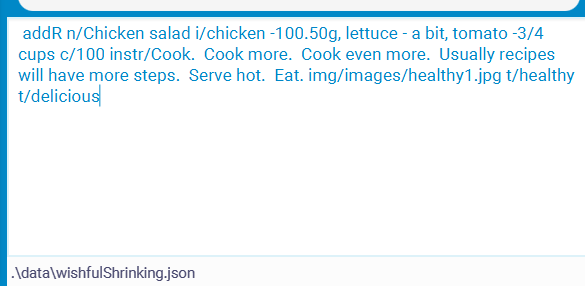 addR n/Chicken salad i/chicken -100.50g, lettuce - a bit, tomato -3/4
cups c/100 instr/Cook.  Cook more.  Cook even more.  Usually recipes
will have more steps.  Serve hot.  Eat. img/images/healthy1.jpg t/healthy
t/delicious
.\data\wishfulShrinking.json